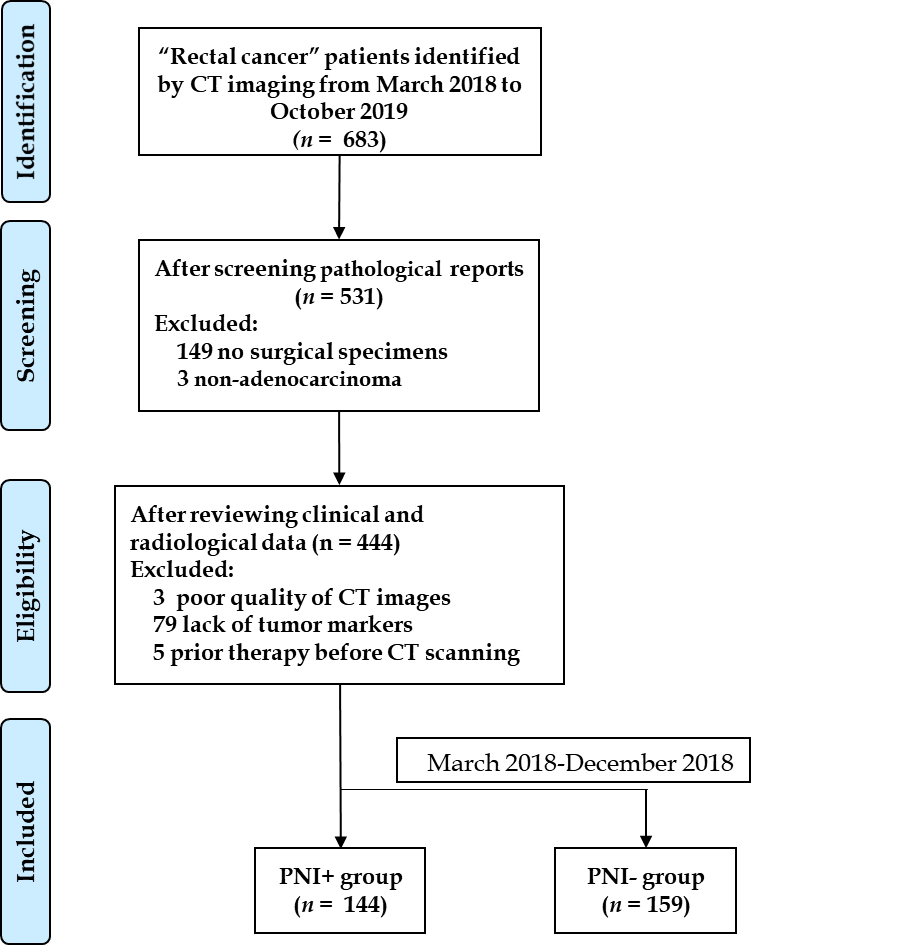 Identification
“Rectal cancer” patients identified
by CT imaging from March 2018 to
October 2019
(n = 683)
Screening
After screening pathological reports
(n = 531)
Excluded:
149 no surgical specimens
3 non-adenocarcinoma
Eligibility
After reviewing clinical and
radiological data (n = 444)
Excluded:
3 poor quality of CT images
79 lack of tumor markers
5 prior therapy before CT scanning
Included
March 2018-December 2018
PNI+ group
(n = 144)
PNI- group
(n = 159)